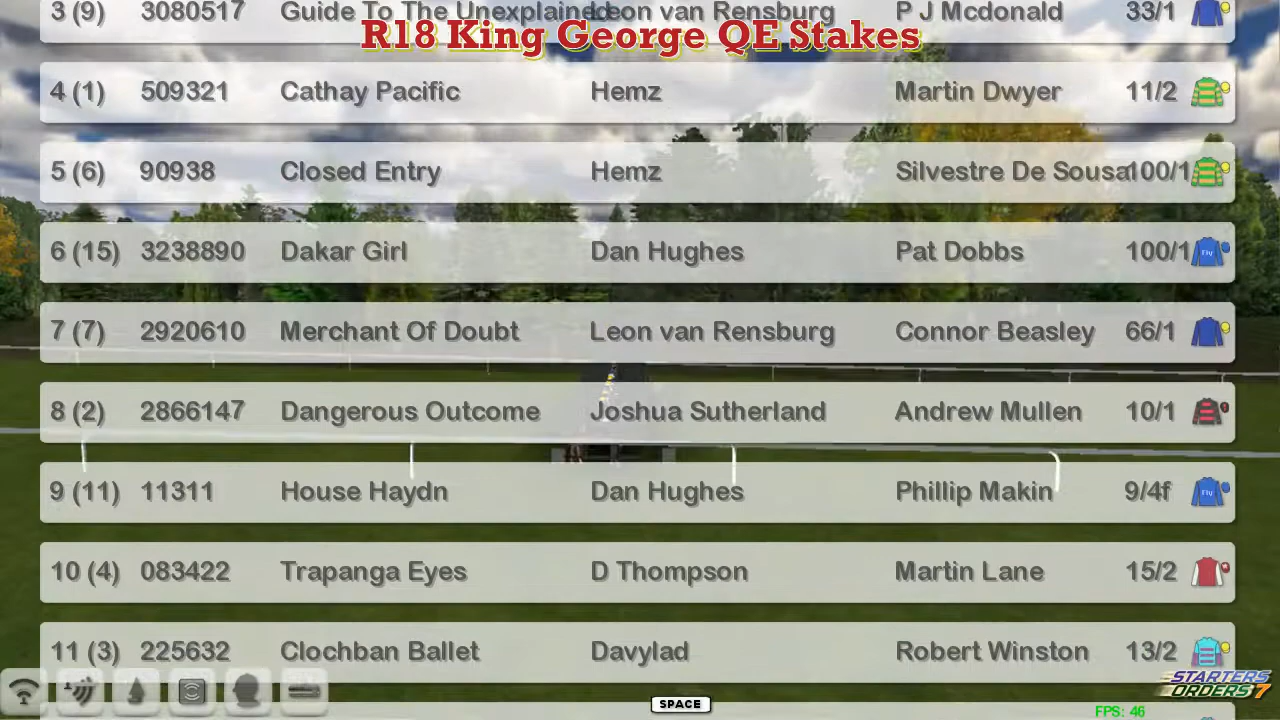 3 (9) 3080517 Guide To The Unexplained Leon van Rensburg P J Mcdonald 33/1
R18 King George QE Stakes
4 (1) 509321 Cathay Pacific Hemz Martin Dwyer 11/2
5 (6) 90938 Closed Entry Hemz Silvestre De Sousa 100/1
6 (15) 3238890 Dakar Girl Dan Hughes Pat Dobbs 100/1
7 (7) 2920610 Merchant Of Doubt Leon van Rensburg Connor Beasley 66/1
8 (2) 2866147 Dangerous Outcome Joshua Sutherland Andrew Mullen 10/1
9 (11) 11311 House Haydn Dan Hughes Phillip Makin 9/4f
10 (4) 083422 Trapanga Eyes D Thompson Martin Lane 15/2
11 (3) 225632 Clochban Ballet Davylad Robert Winston 13/2
STARTERS
ORDERS 7
SPACE
FPS: 46